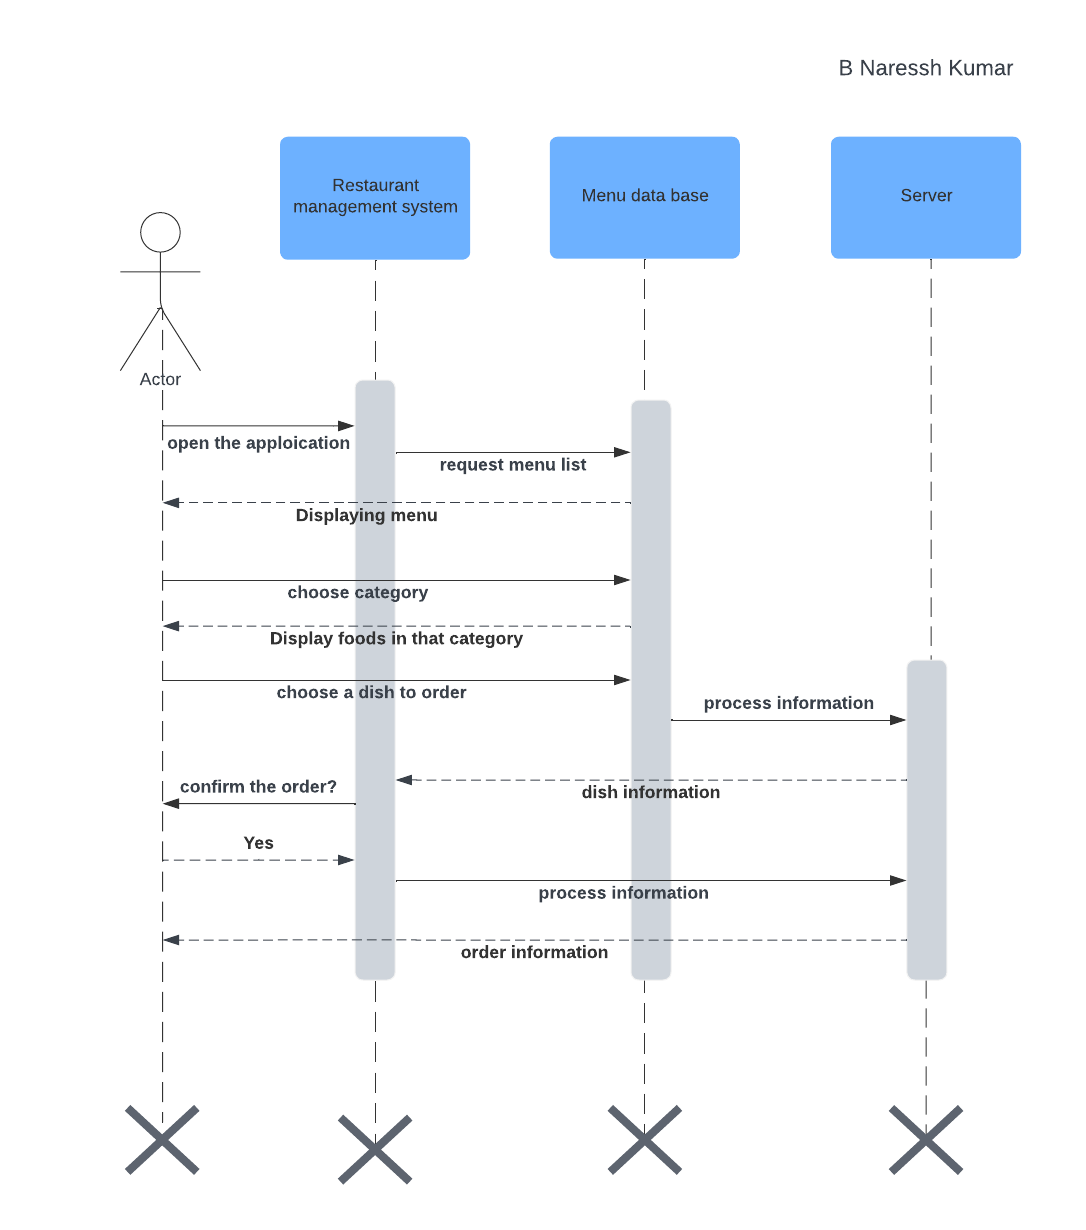 B Naressh Kumar
Restaurant
management system
Menu data base
Server
Actor
open the apploication
request menu list
Displaying menu
choose category
Display foods in that category
choose a dish to order
process information
dish information
confirm the order?
Yes
process information
order information